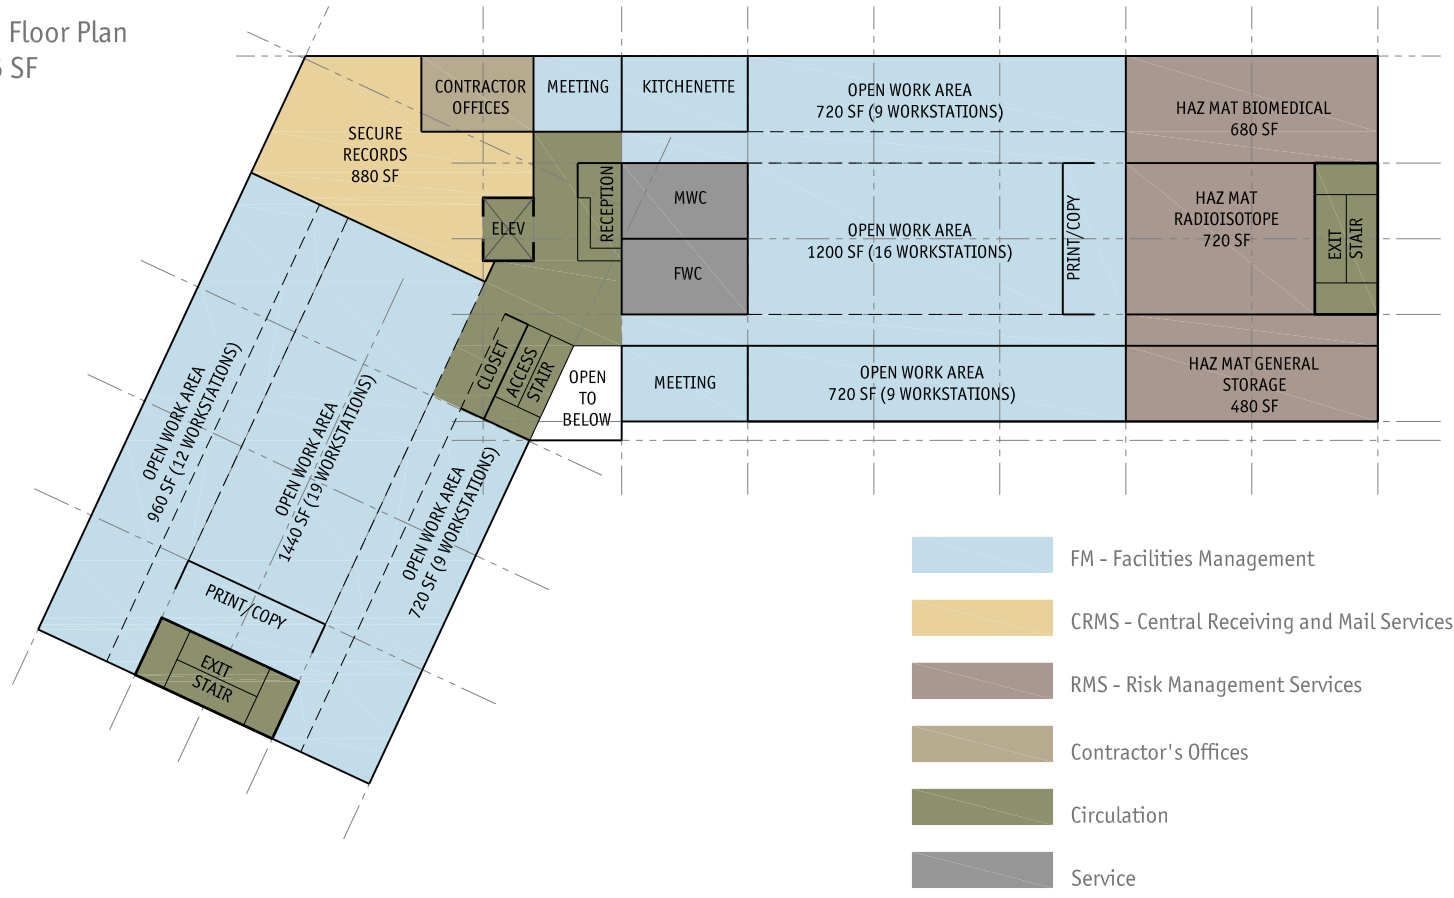 Floor Plan
SF
CONTRACTOR
OFFICES
MEETING
KITCHENETTE
OPEN WORK AREA
720 SF (9 WORKSTATIONS)
HAZ MAT BIOMEDICAL
680 SF
SECURE
RECORDS
880 SF
RECEPTION
MWC
ELEV
FWC
OPEN WORK AREA
1200 SF (16 WORKSTATIONS)
PRINT/COPY
HAZ MAT
RADIOISOTOPE
720 SF
EXIT
STAIR
CLOSET
ACCESS
STAIR
OPEN
TO
BELOW
MEETING
OPEN WORK AREA
720 SF (9 WORKSTATIONS)
HAZ MAT GENERAL
STORAGE
480 SF
OPEN WORK AREA
960 SF (12 WORKSTATIONS)
OPEN WORK AREA
1440 SF (19 WORKSTATIONS)
OPEN WORK AREA
720 SF (9 WORKSTATIONS)
PRINT/COPY
EXIT
STAIR
FM - Facilities Management
CRMS - Central Receiving and Mail Services
RMS - Risk Management Services
Contractor's Offices
Circulation
Service